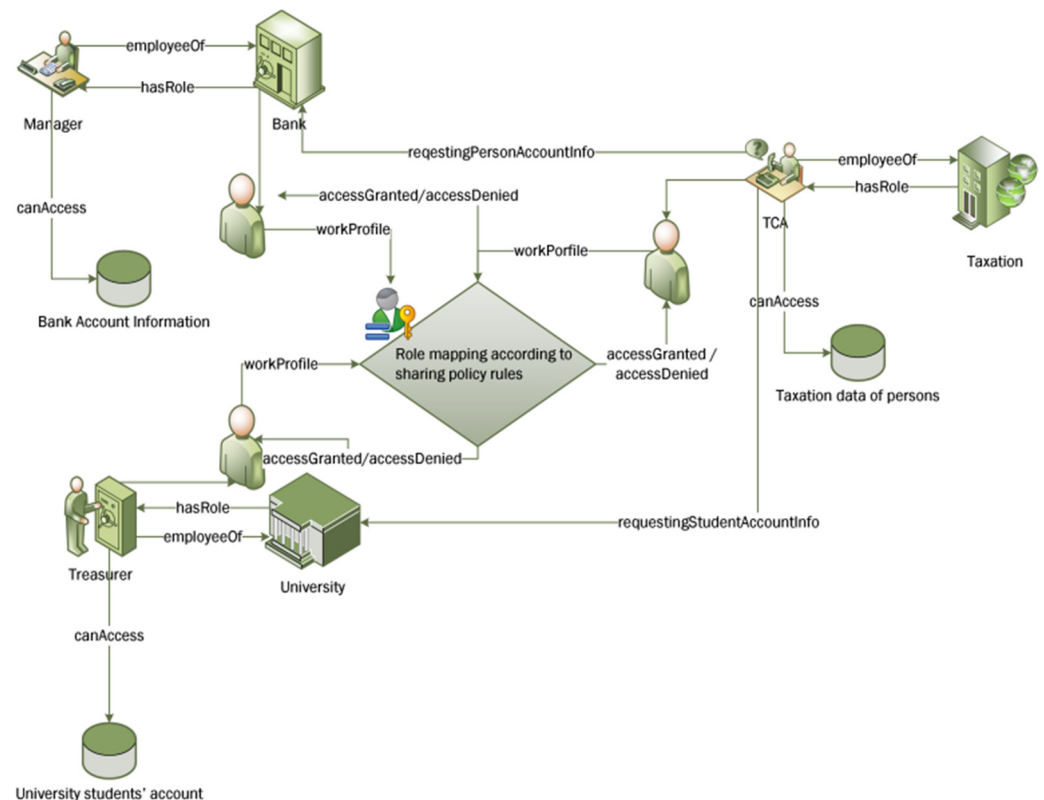 employeeOf
hasRole
Manager
Bank
reqestingPersonAccountInfo
employeeOf
hasRole
TCA
Taxation
canAccess
accessGranted/accessDenied
workProfile
workPorfile
canAccess
Bank Account Information
Role mapping according to
sharing policy rules
accessGranted /
accessDenied
workProfile
Taxation data of persons
accessGranted/accessDenied
hasRole
requestingStudentAccountInfo
employeeOf
Treasurer
University
canAccess
University students' account